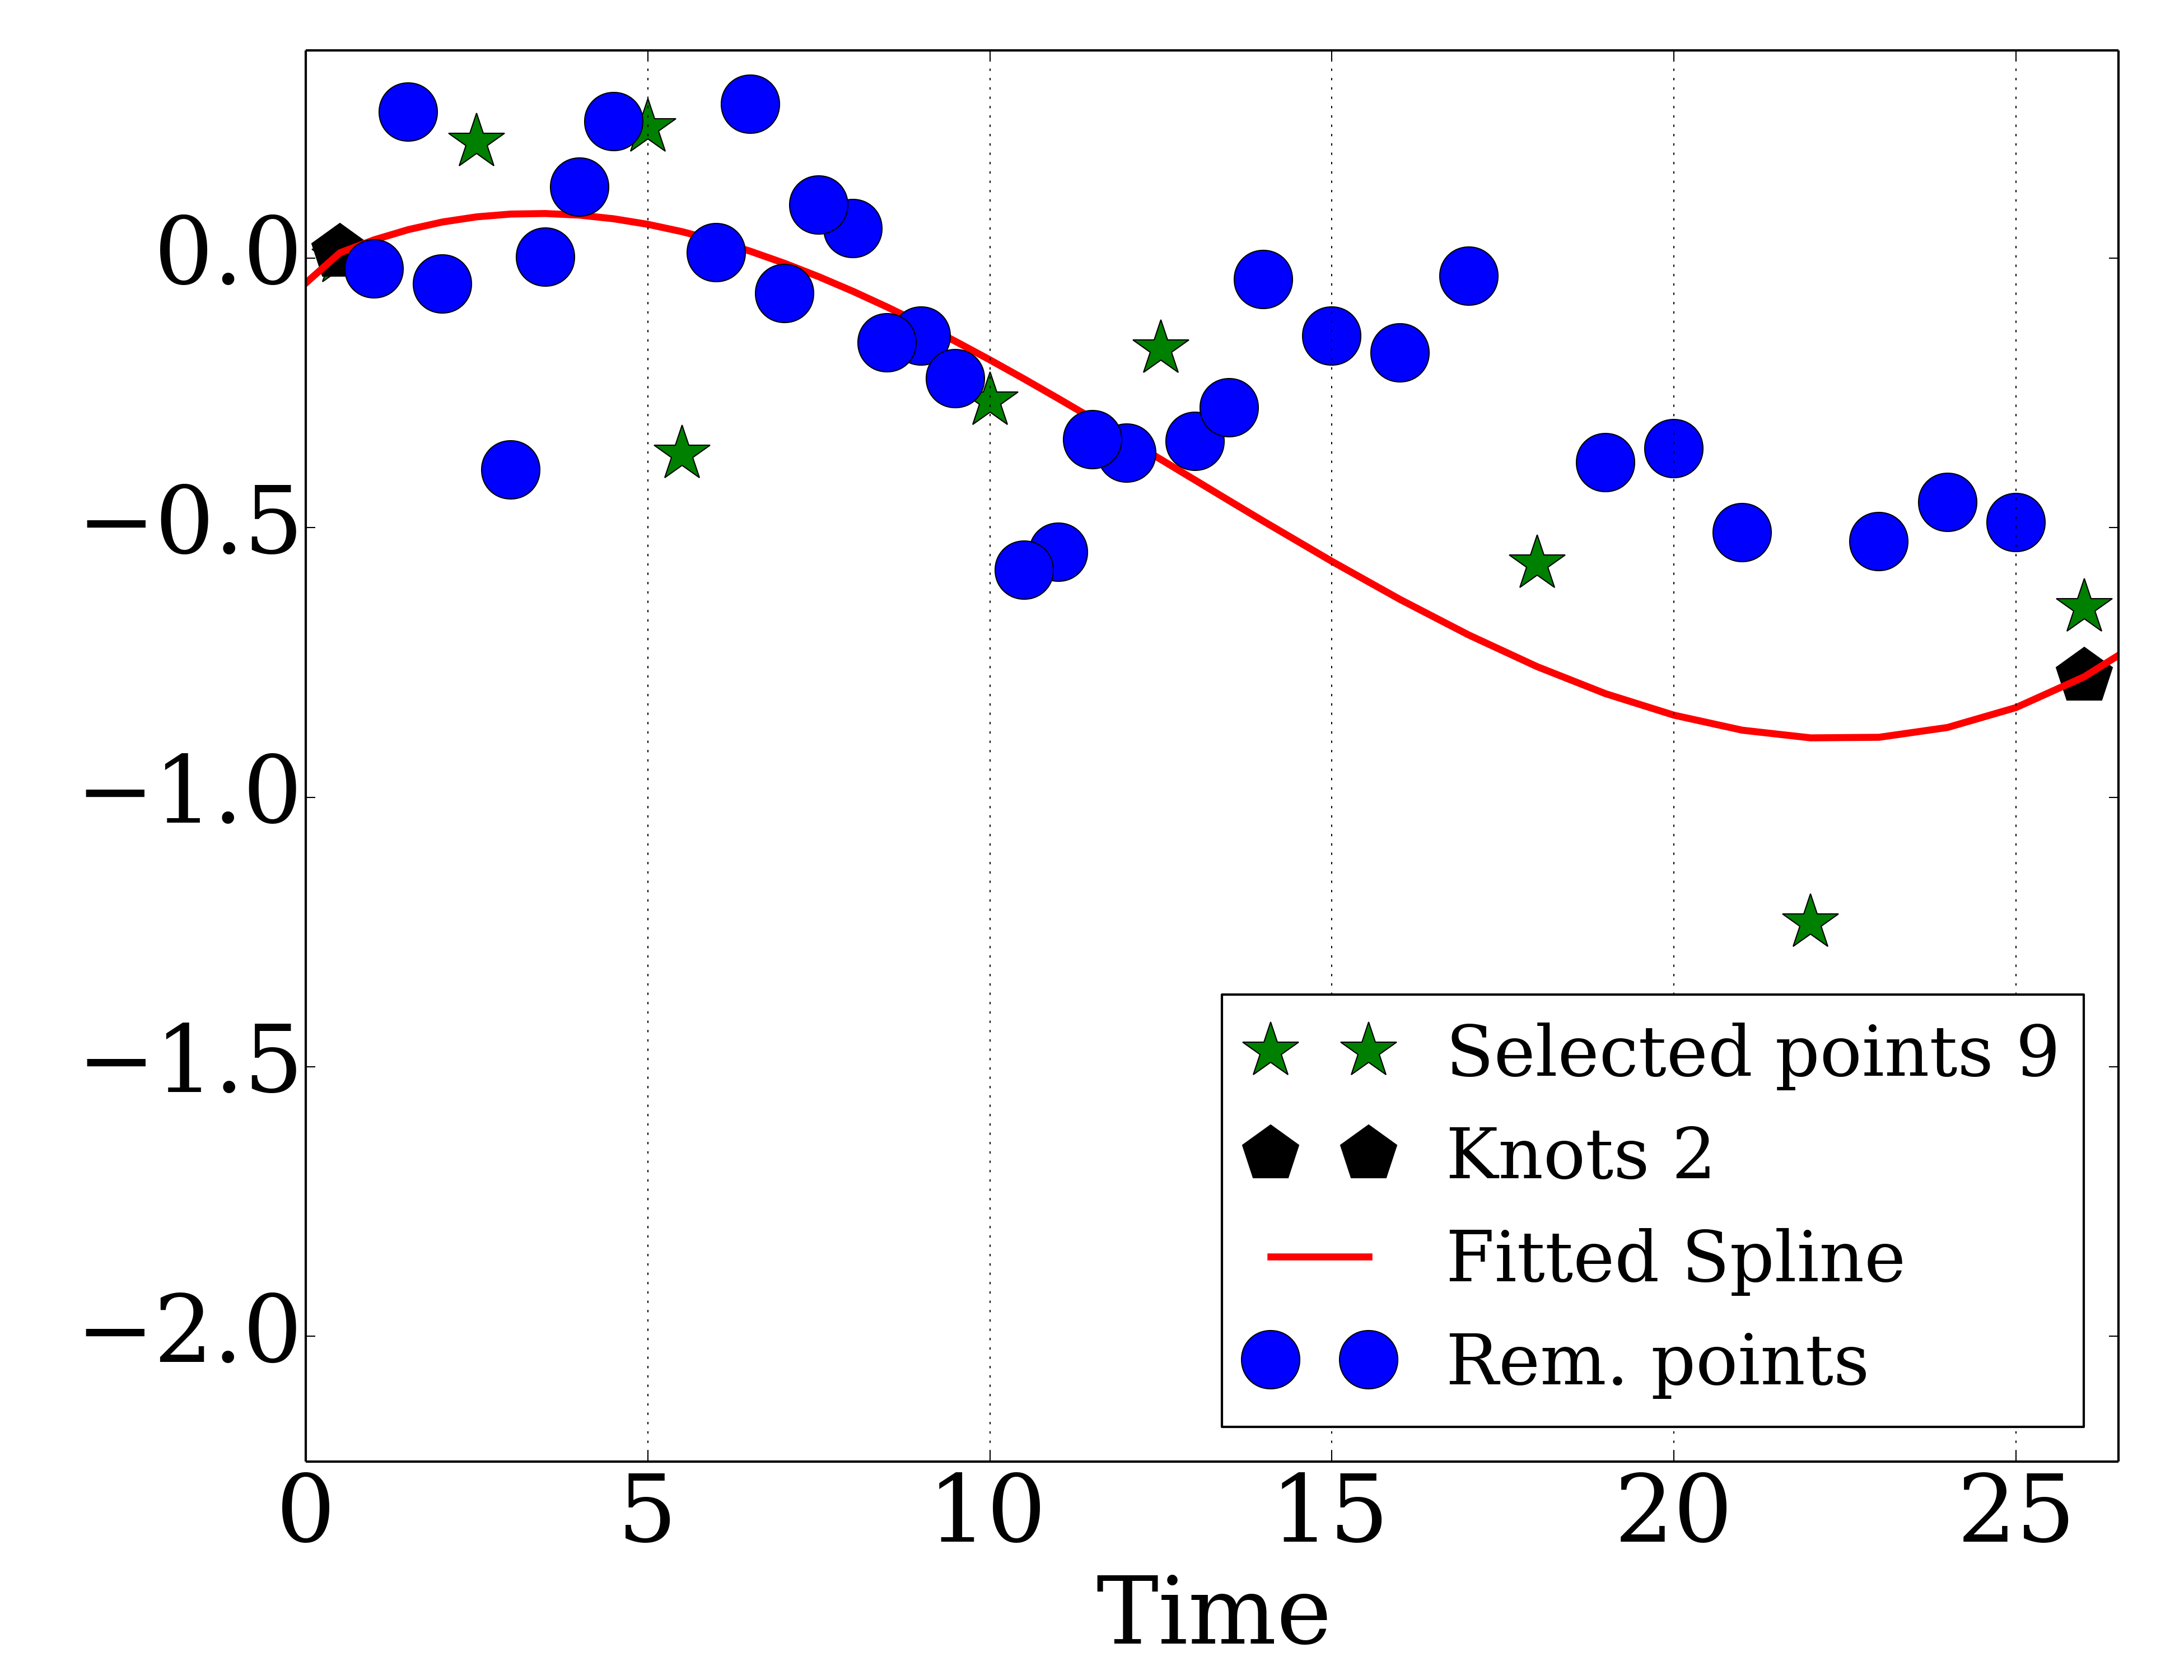 0.0
−0.5
−1.0
−1.5
−2.0
Selected points 9
Knots 2
Fitted Spline
Rem. points
0 5 10 15 20 25
Time